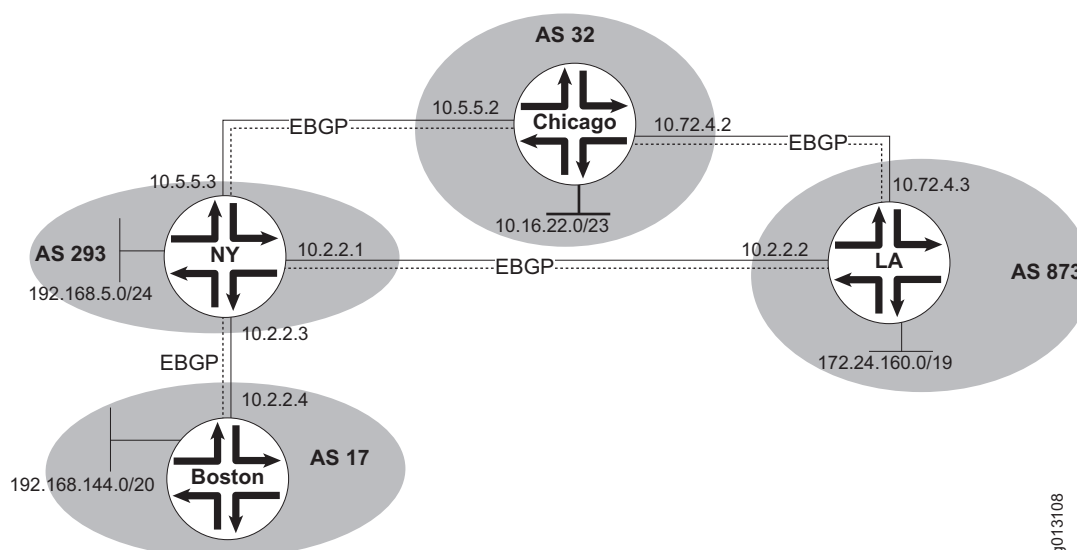 AS 32
10.5.5.2
Chicago
EBGP
10.72.4.2
EBGP
10.5.5.3
10.72.4.3
10.16.22.0/23
AS 293
NY
10.2.2.1
EBGP
10.2.2.2
LA
AS 873
192.168.5.0/24
10.2.2.3
EBGP
172.24.160.0/19
10.2.2.4
AS 17
Boston
192.168.144.0/20
g013108